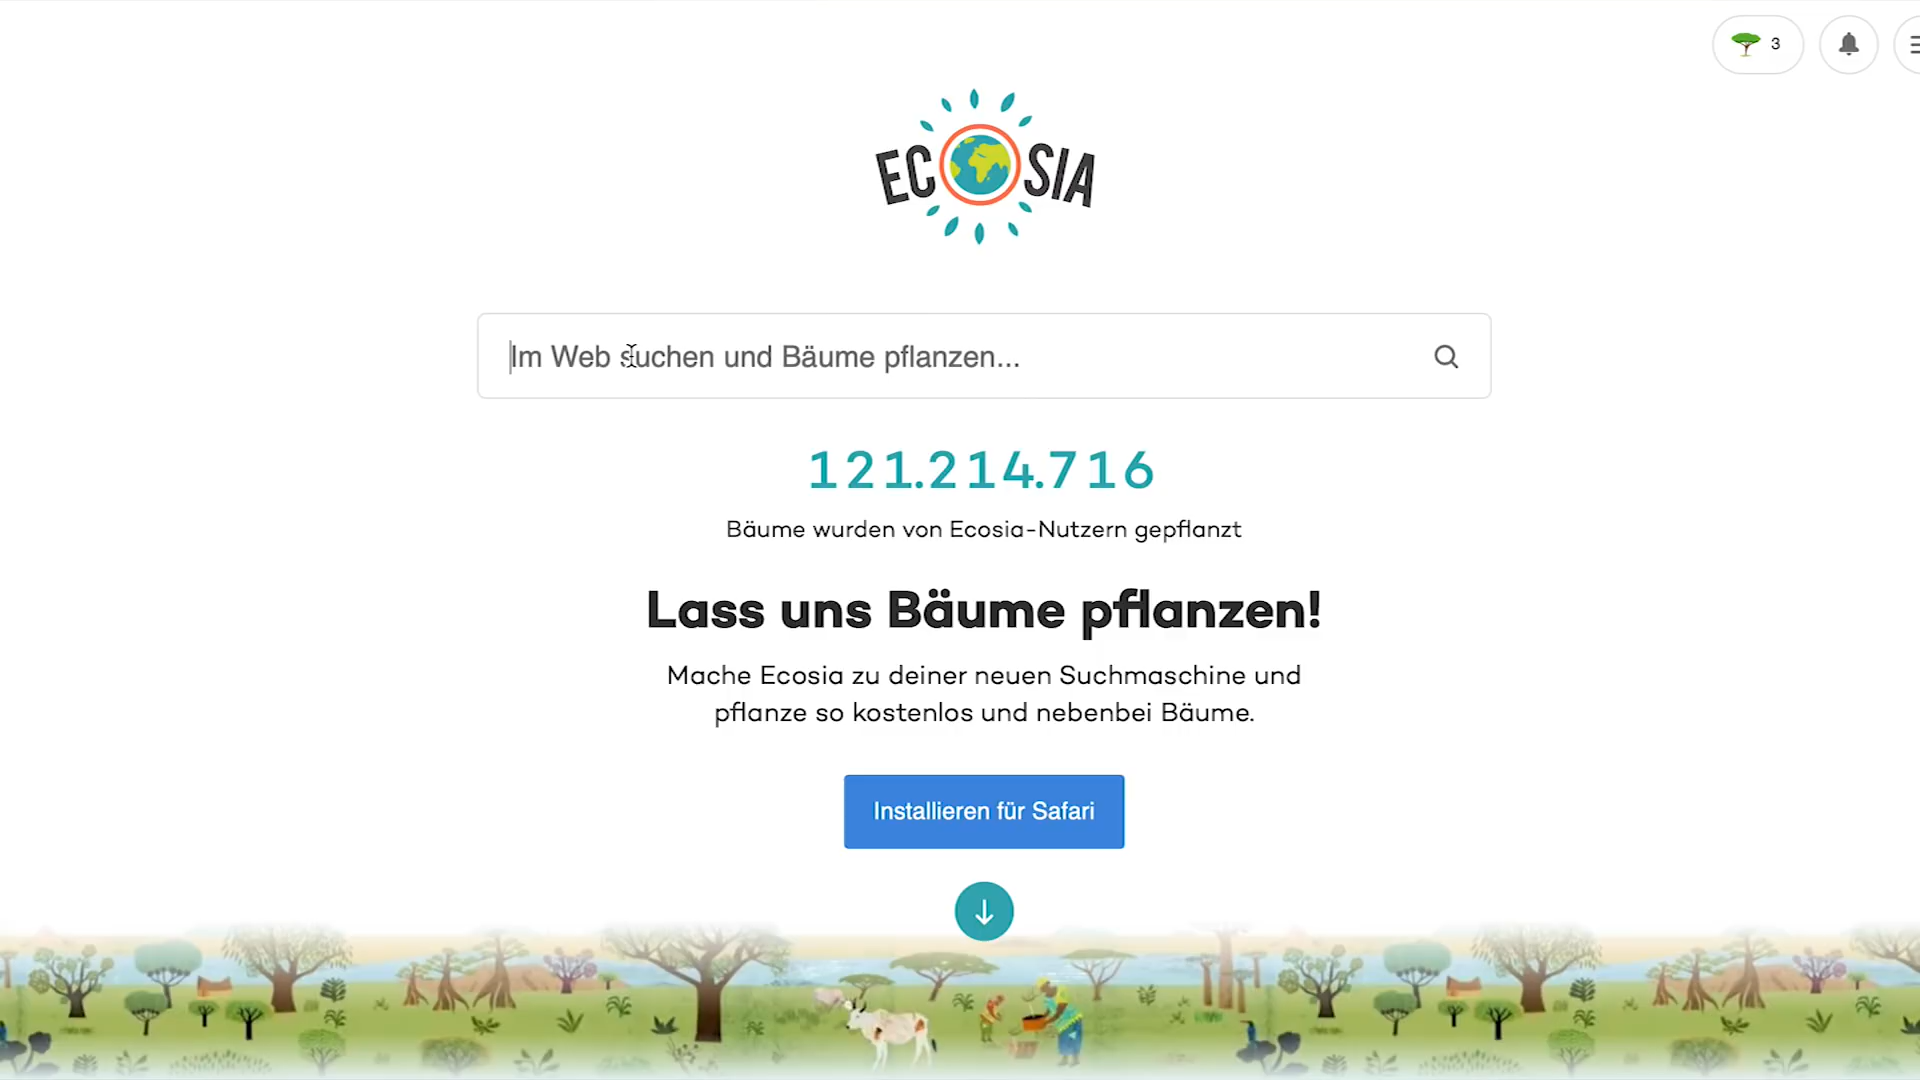 3
ECOSIA
Im Web suchen und Bäume pflanzen...
121.214.716
Bäume wurden von Ecosia-Nutzern gepflanzt
Lass uns Bäume pflanzen!
Mache Ecosia zu deiner neuen Suchmaschine und
pflanze so kostenlos und nebenbei Bäume.
Installieren für Safari